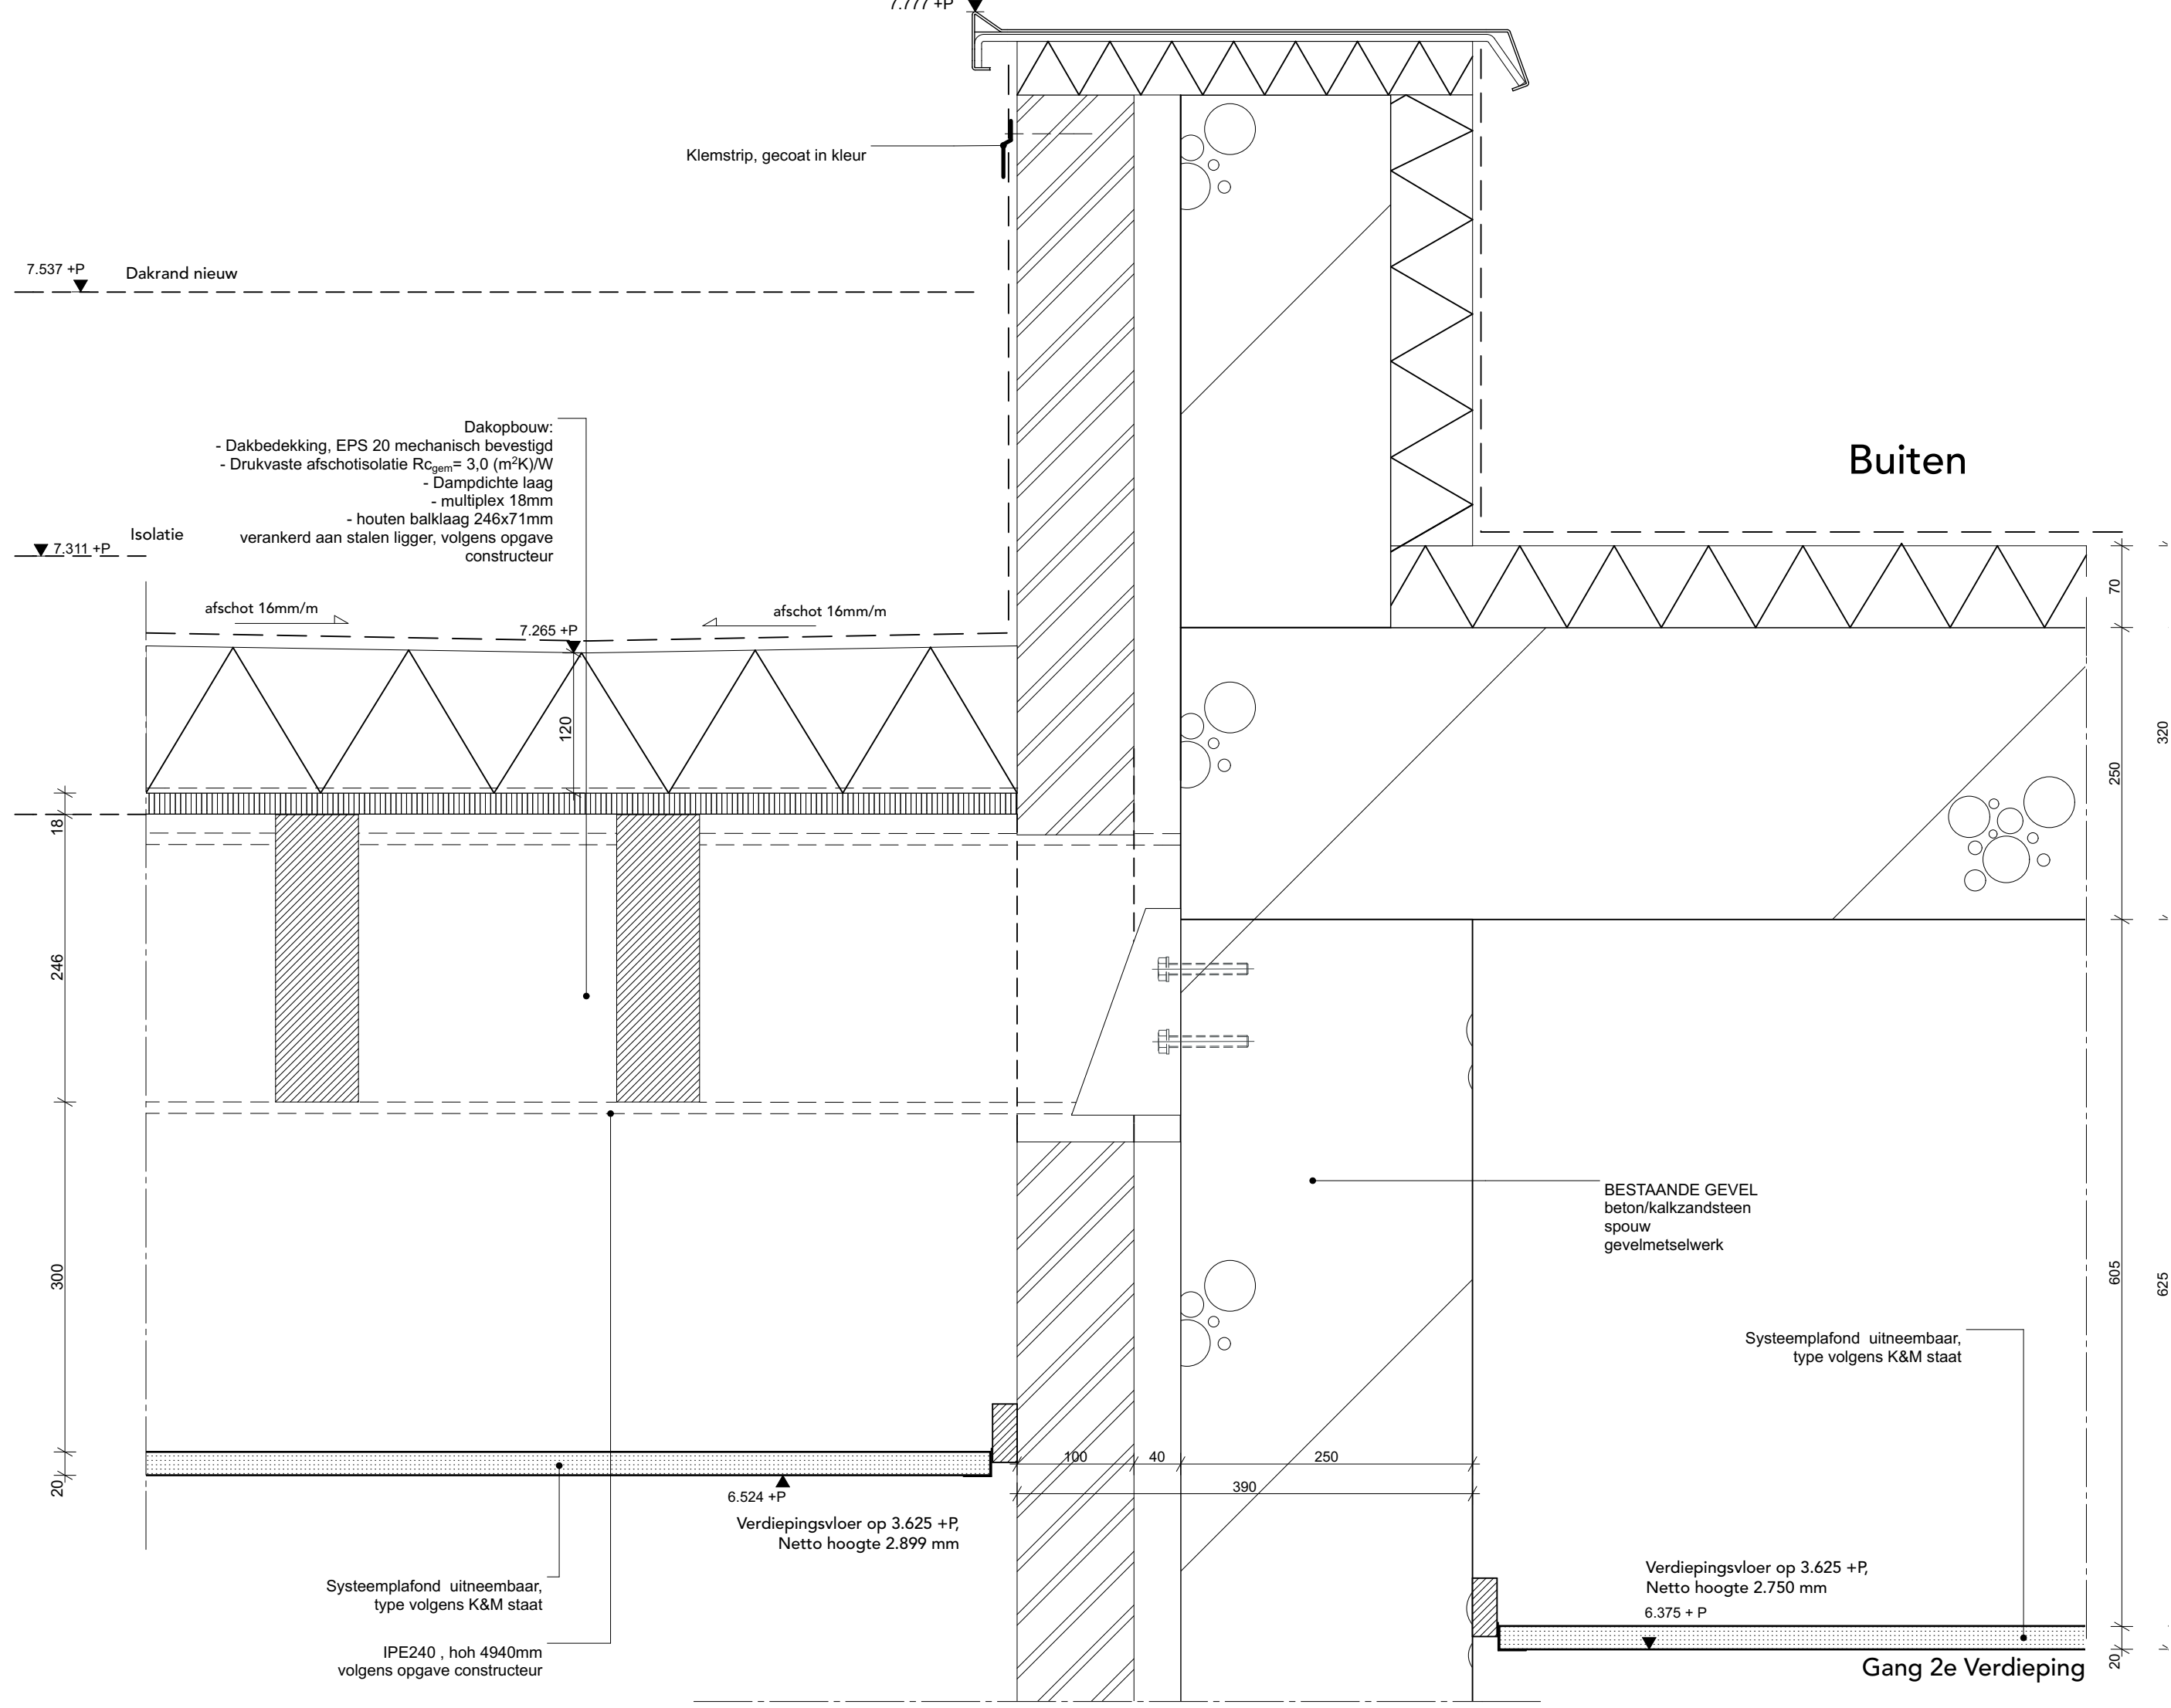 7.777 +P
Klemstrip, gecoat in kleur
7.537 +P
Dakrand nieuw
Dakopbouw:
- Dakbedekking, EPS 20 mechanisch bevestigd
- Drukvaste afschotisolatie Rcgem= 3,0 (m²K)/W
- Dampdichte laag
- multiplex 18mm
- houten balklaag 246x71mm
verankerd aan stalen ligger, volgens opgave
constructeur
Buiten
Isolatie
7.311 +P
afschot 16mm/m
afschot 16mm/m
7.265 +P
120
70
320
250
18
246
300
20
BESTAANDE GEVEL
beton/kalkzandsteen
spouw
gevelmetselwerk
605
625
Systeemplafond uitneembaar,
type volgens K&M staat
100
40
250
390
6.524 +P
Verdiepingsvloer op 3.625 +P,
Netto hoogte 2.899 mm
Systeemplafond uitneembaar,
type volgens K&M staat
IPE240 , hoh 4940mm
volgens opgave constructeur
Verdiepingsvloer op 3.625 +P,
Netto hoogte 2.750 mm
6.375 + P
20
Gang 2e Verdieping